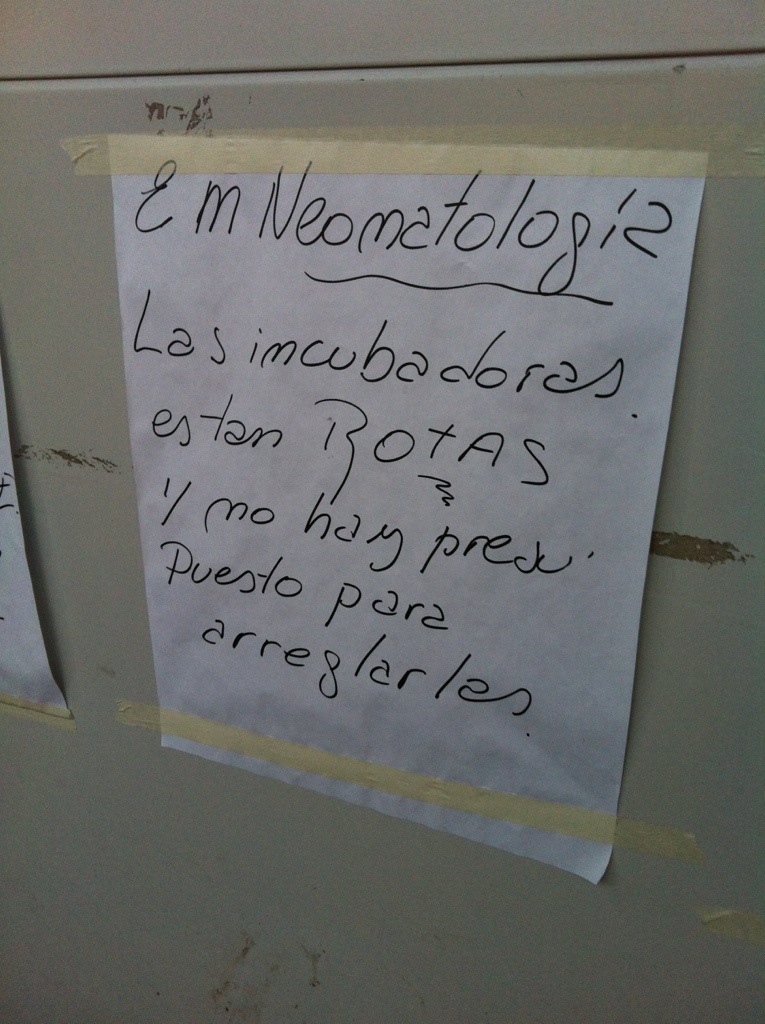 En Neonatología
Las incubadoras.
estan ROTAS
Y no hay presu.
Puesto para
arreglarlas.